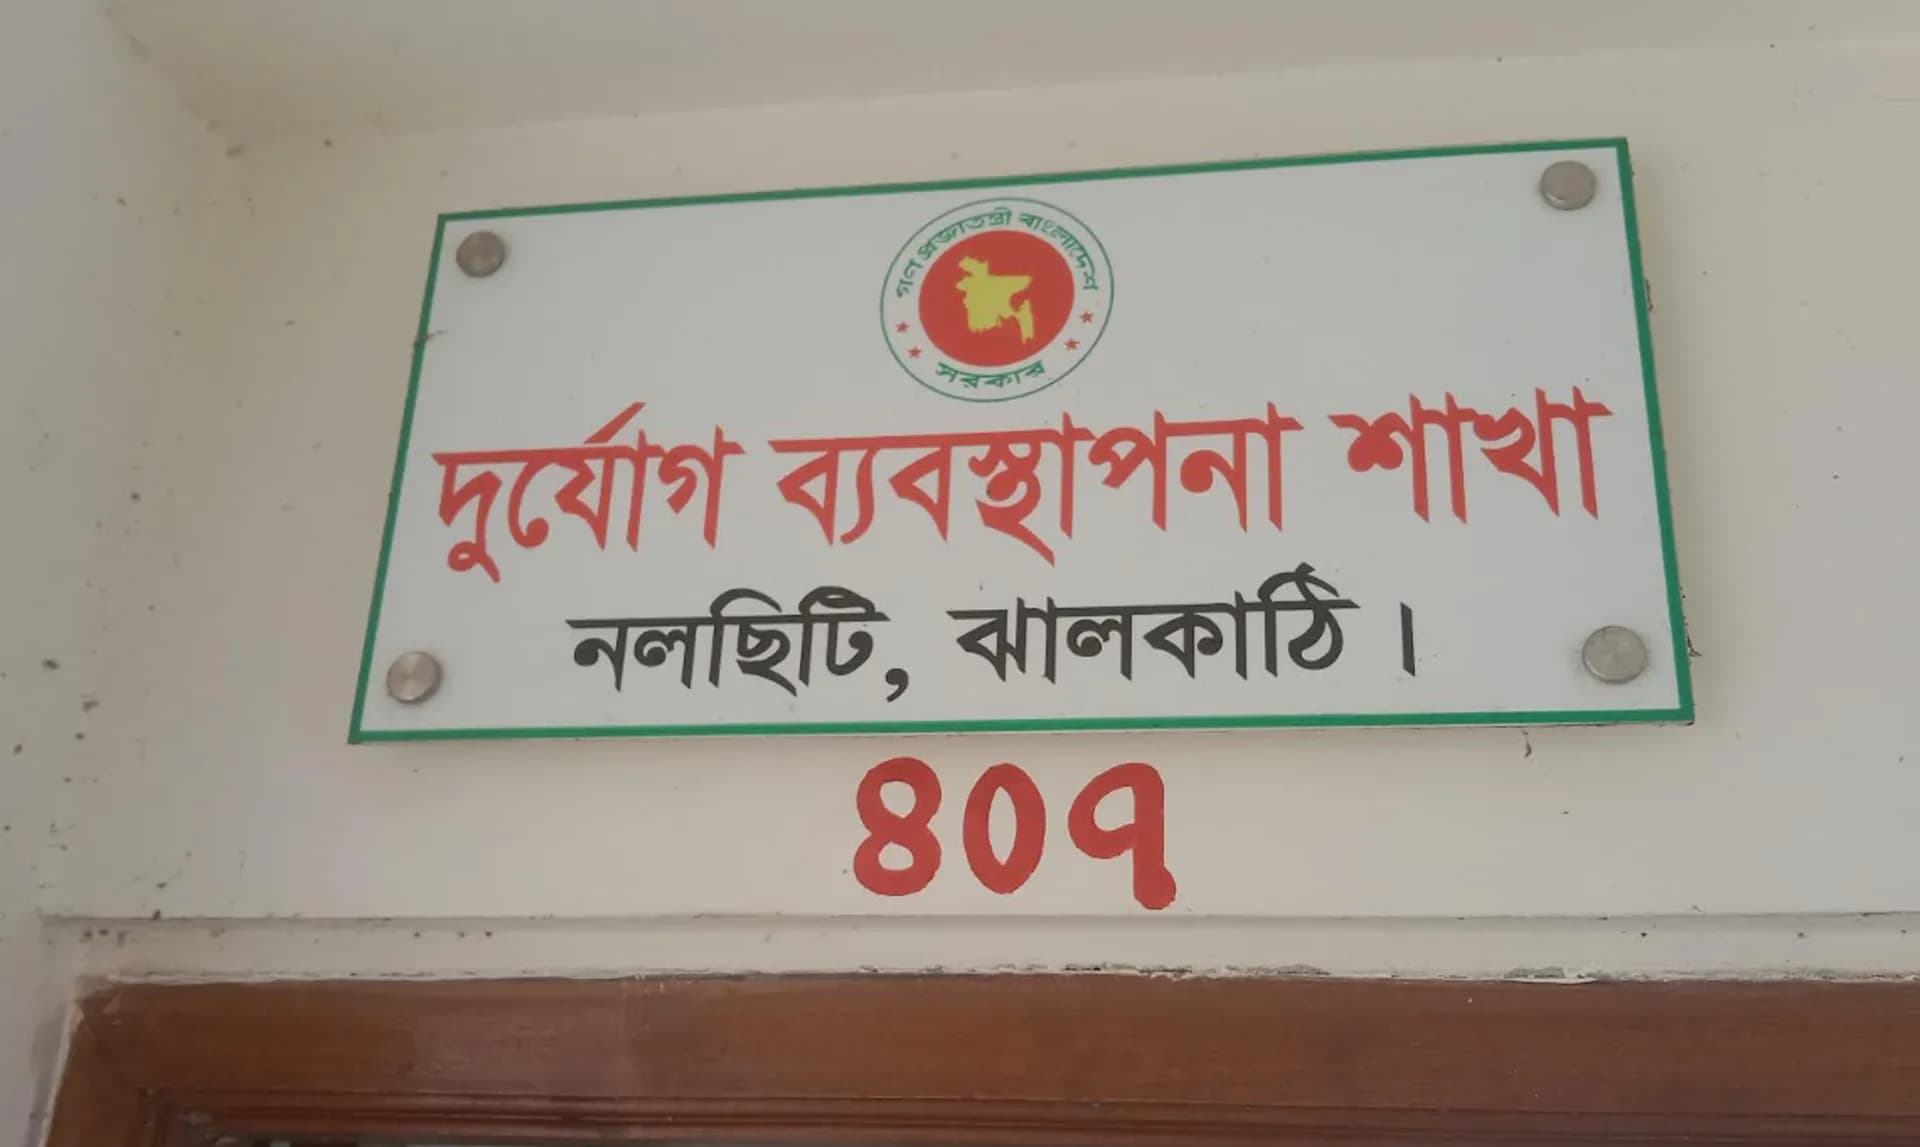 গণপ্রজাতন্ত্রী বাংলাদেশ
সরকার
দুর্যোগ ব্যবস্থাপনা শাখা
নলছিটি, ঝালকাঠি।
৪০৭